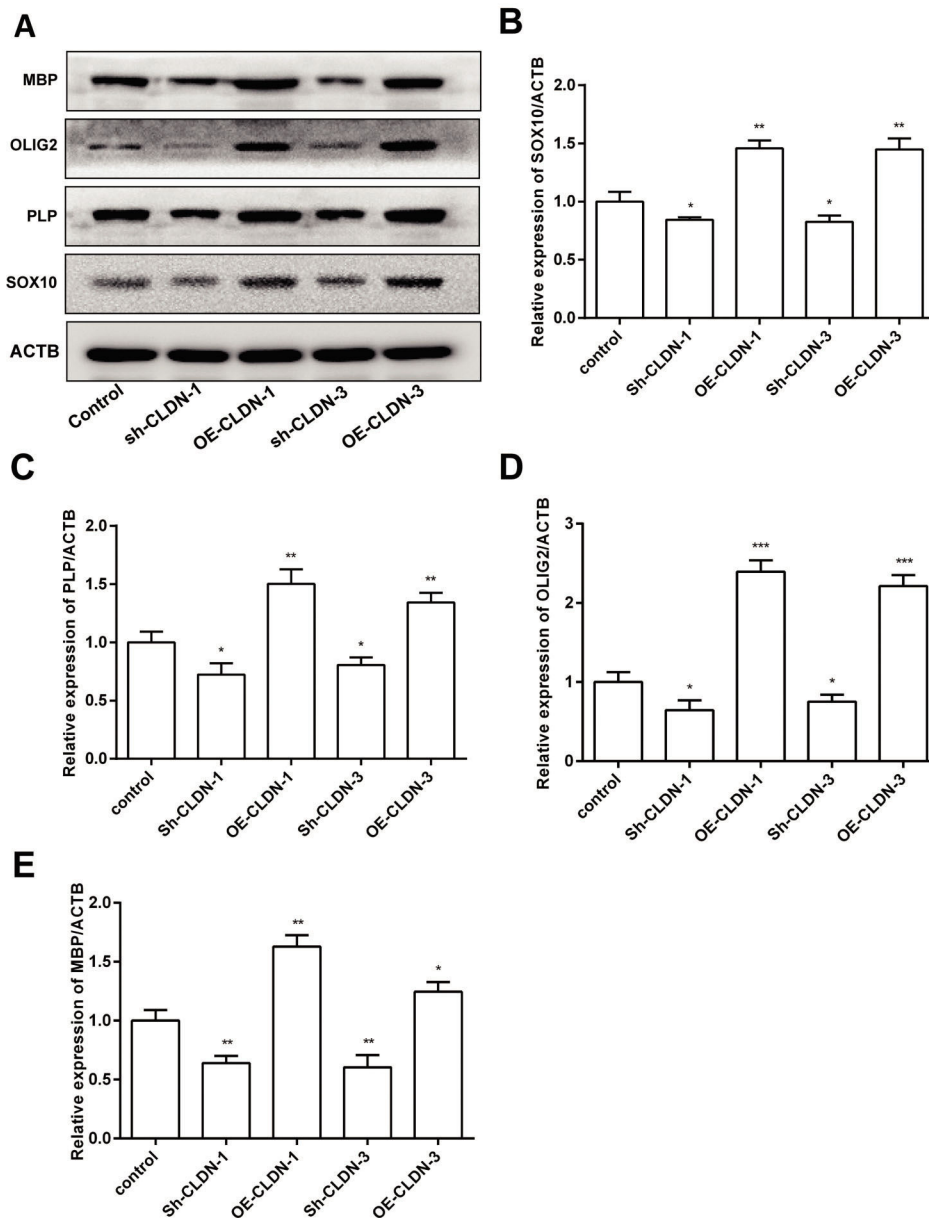 A
MBP
OLIG2
PLP
SOX10
ACTB
Control
sh-CLDN-1
OE-CLDN-1
sh-CLDN-3
OE-CLDN-3
B
Relative expression of SOX10/ACTB
2.0
1.5
1.0
0.5
0.0
*
**
*
**
control
Sh-CLDN-1
OE-CLDN-1
Sh-CLDN-3
OE-CLDN-3
C
Relative expression of PLP/ACTB
2.0
1.5
1.0
0.5
0.0
*
**
*
**
control
Sh-CLDN-1
OE-CLDN-1
Sh-CLDN-3
OE-CLDN-3
D
Relative expression of OLIG2/ACTB
3
2
1
0
*
***
*
***
control
Sh-CLDN-1
OE-CLDN-1
Sh-CLDN-3
OE-CLDN-3
E
Relative expression of MBP/ACTB
2.0
1.5
1.0
0.5
0.0
**
**
**
*
control
Sh-CLDN-1
OE-CLDN-1
Sh-CLDN-3
OE-CLDN-3